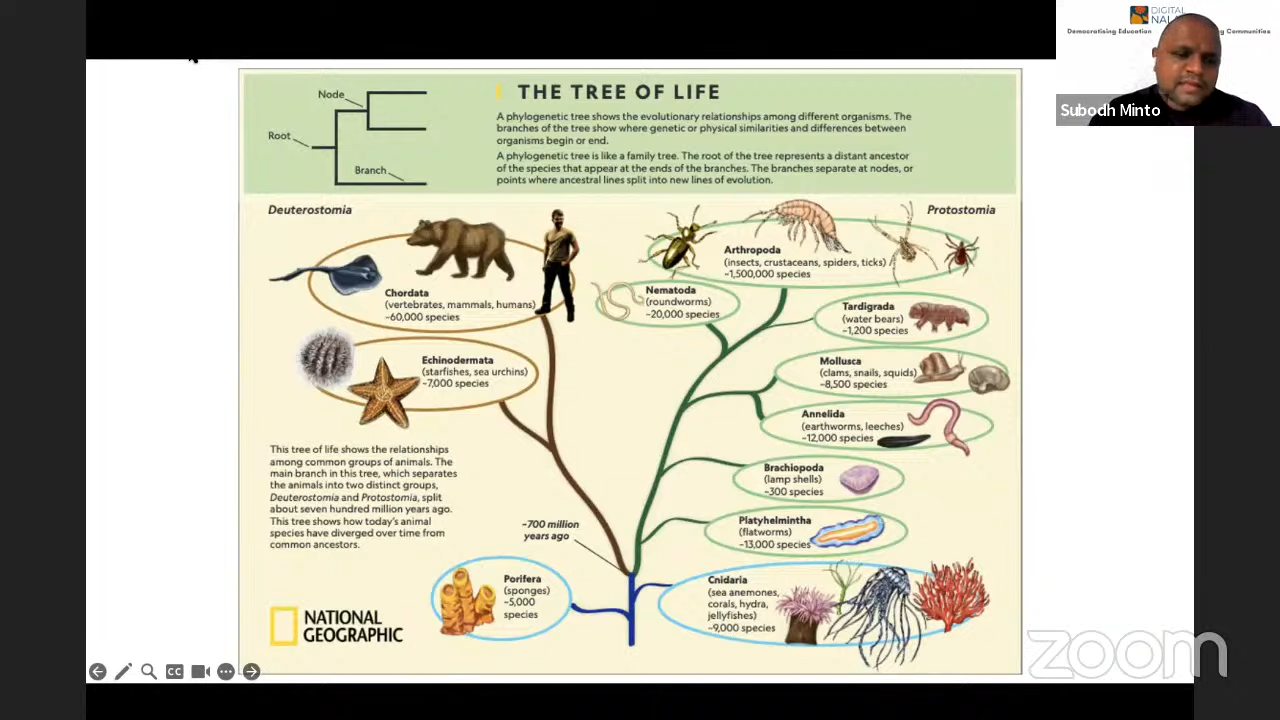 DIGITAL
Democratising Education
Communities
Subodh Minto
THE TREE OF LIFE
Node
Root
Branch
A phylogenetic tree shows the evolutionary relationships among different organisms. The
branches of the tree show where genetic or physical similarities and differences between
organisms begin or end.
A phylogenetic tree is like a family tree. The root of the tree represents a distant ancestor
of the species that appear at the ends of the branches. The branches separate at nodes, or
points where ancestral lines split into new lines of evolution.
Deuterostomia
Protostomia
Chordata
(vertebrates, mammals, humans)
~60,000 species
Echinodermata
(starfishes, sea urchins)
~7,000 species
Arthropoda
(insects, crustaceans, spiders, ticks)
~1,500,000 species
Nematoda
(roundworms)
~20,000 species
Tardigrada
(water bears)
~1,200 species
Mollusca
(clams, snails, squids)
~8,500 species
Annelida
(earthworms, leeches)
~12,000 species
Brachiopoda
(lamp shells)
~300 species
Platyhelmintha
(flatworms)
~13,000 species
This tree of life shows the relationships
among common groups of animals. The
main branch in this tree, which separates
the animals into two distinct groups,
Deuterostomia and Protostomia, split
about seven hundred million years ago.
This tree shows how today's animal
species have diverged over time from
common ancestors.
~700 million
years ago
Porifera
(sponges)
~5,000
species
Cnidaria
(sea anemones,
corals, hydra,
jellyfishes)
~9,000 species
NATIONAL
GEOGRAPHIC
CC
zoom